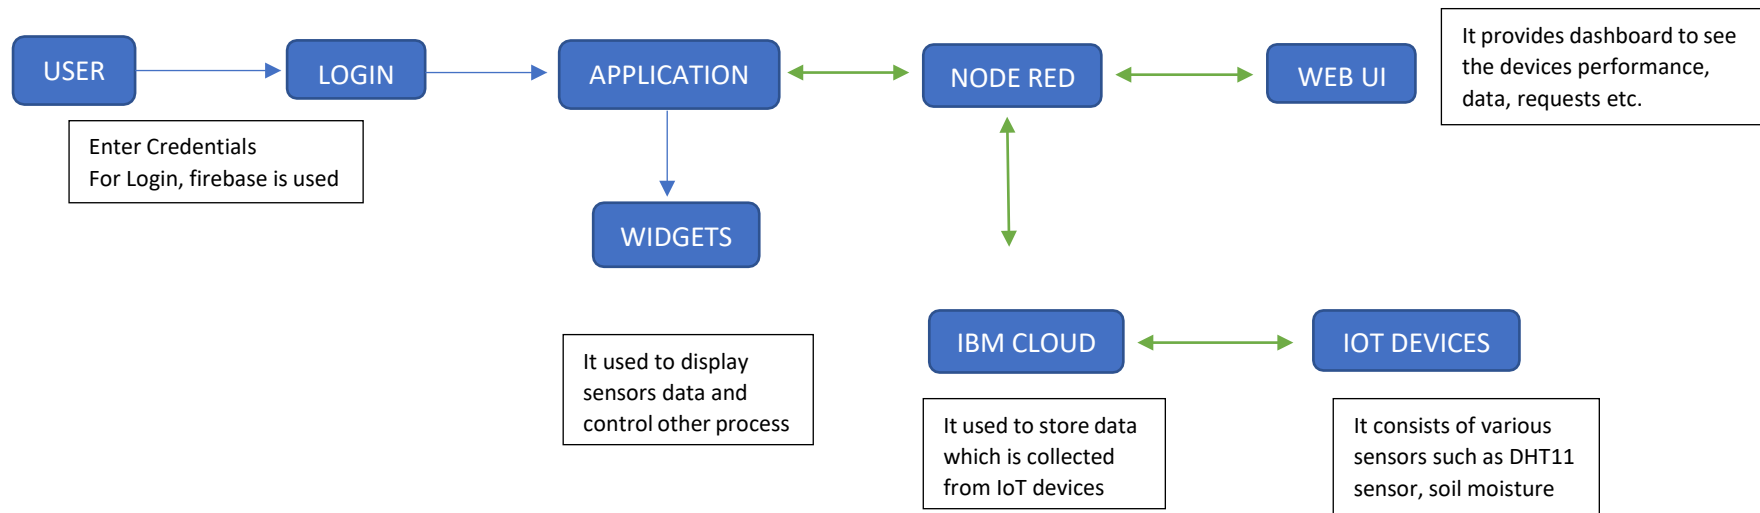 USER
LOGIN
APPLICATION
NODE RED
WEB UI
It provides dashboard to see
the devices performance,
data, requests etc.
Enter Credentials
For Login, firebase is used
WIDGETS
IBM CLOUD
IOT DEVICES
It used to display
sensors data and
control other process
It used to store data
which is collected
from IoT devices
It consists of various
sensors such as DHT11
sensor, soil moisture